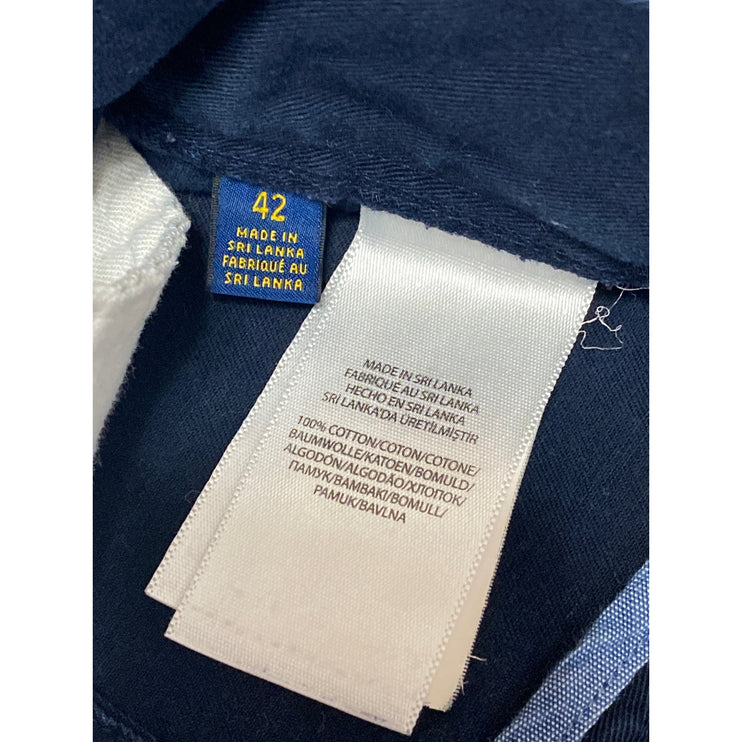 42
MADE IN
SRI LANKA
FABRIQUÉ AU
SRI LANKA
MADE IN SRI LANKA
FABRIQUÉ AU SRI LANKA
HECHO EN SRI LANKA
SRİ LANKA'DA ÜRETİLMİŞTİR
100% COTTON/COTON/COTONE/
BAUMWOLLE/KATOEN/BOMULD/
ALGODÓN/ALGODÃO/ХЛОПОК/
ПАМУК/BAMBAKI/BOMULL/
PAMUK/BAVLNA